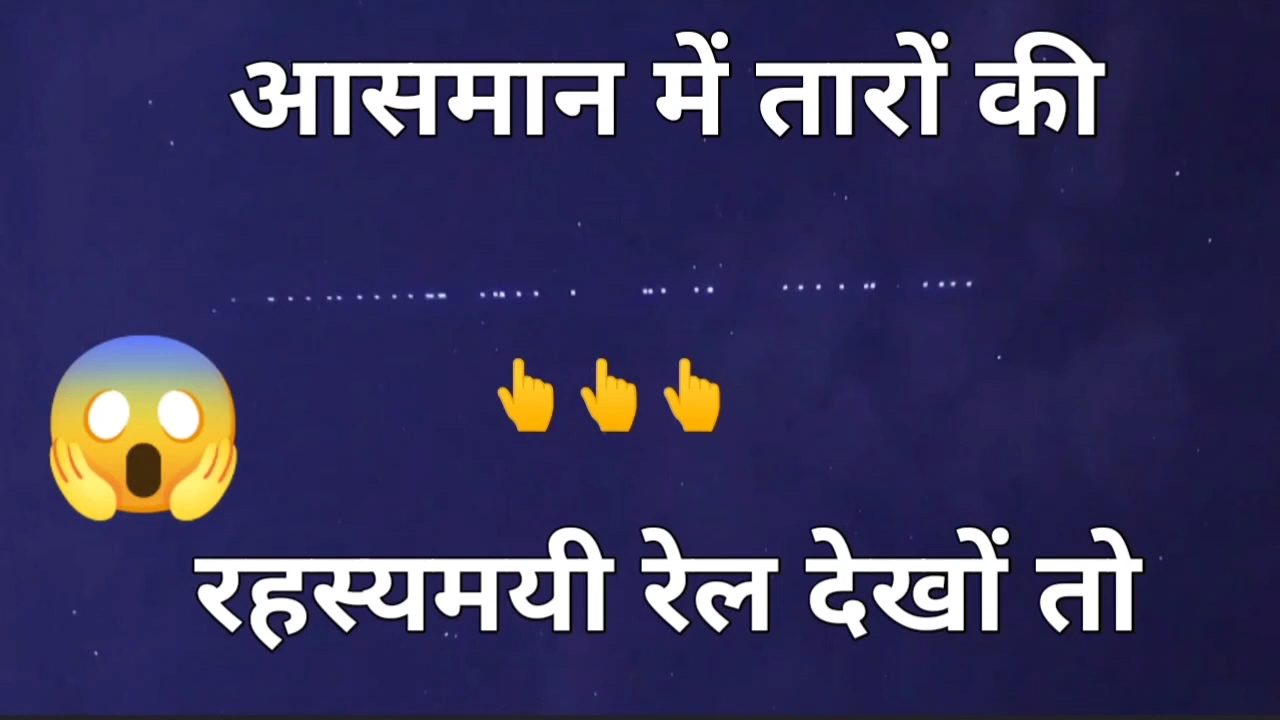 आसमान में तारों की
रहस्यमयी रेल देखों तो